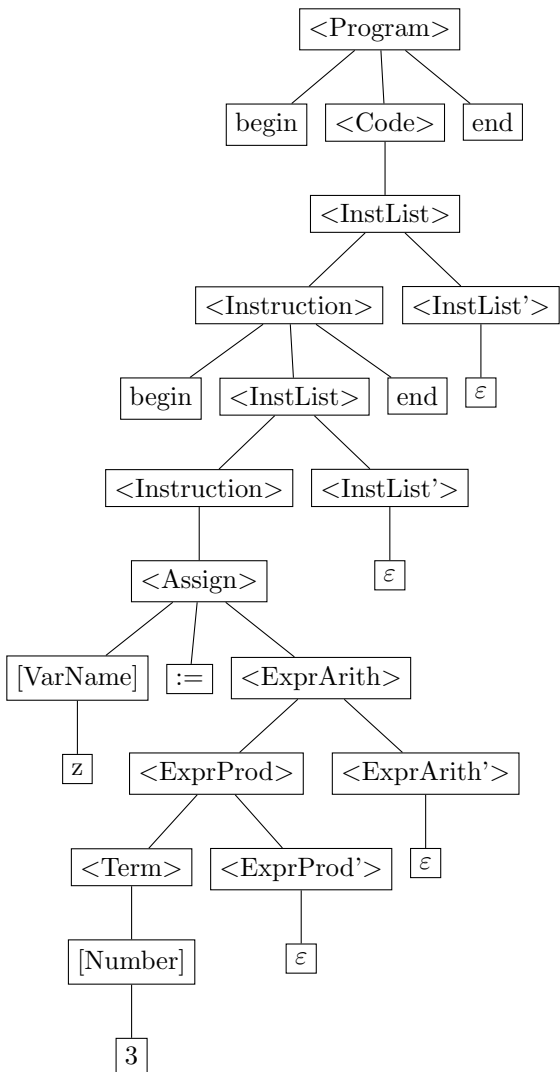 <Program>
begin <Code> end
<InstList>
<Instruction> <InstList'>
begin <InstList> end ε
<Instruction> <InstList'>
<Assign> ε
[VarName] := <ExprArith>
z <ExprProd> <ExprArith'>
<Term> <ExprProd'> ε
[Number] ε
3